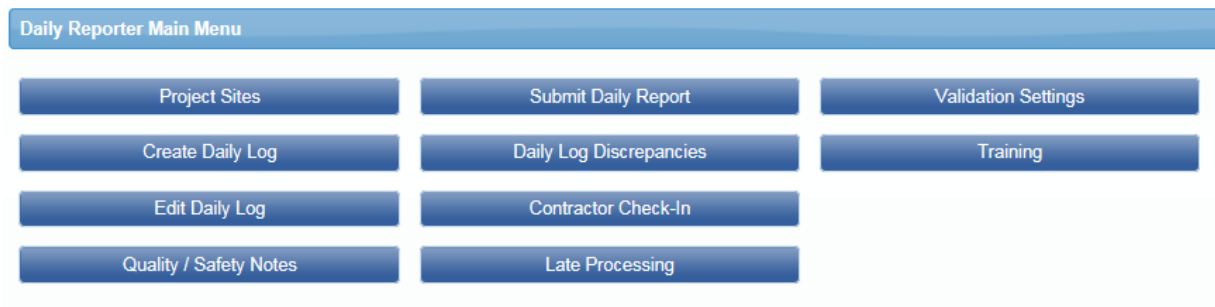 Daily Reporter Main Menu
Project Sites
Submit Daily Report
Validation Settings
Create Daily Log
Daily Log Discrepancies
Training
Edit Daily Log
Contractor Check-In
Quality / Safety Notes
Late Processing